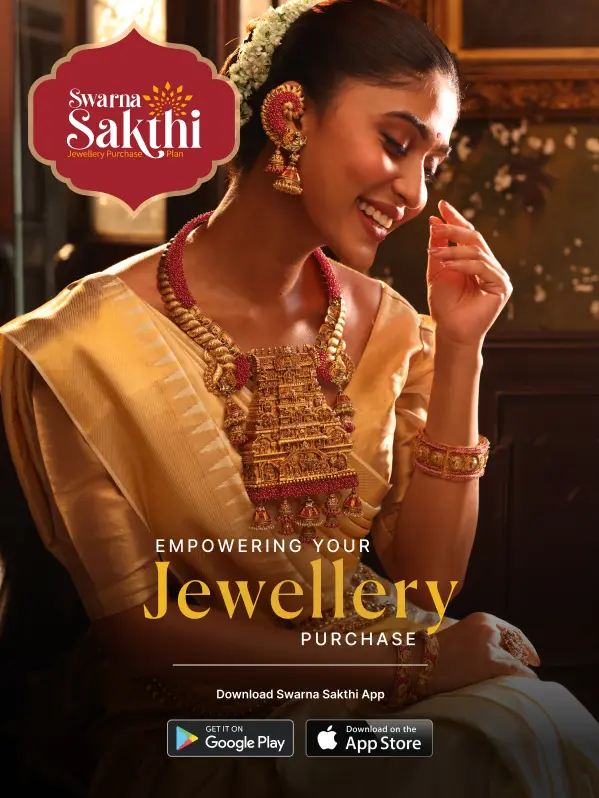 Swarna
Sakthi
Jewellery Purchase Plan
EMPOWERING YOUR
Jewellery
PURCHASE
Download Swarna Sakthi App
GET IT ON
Google Play
Download on the
App Store